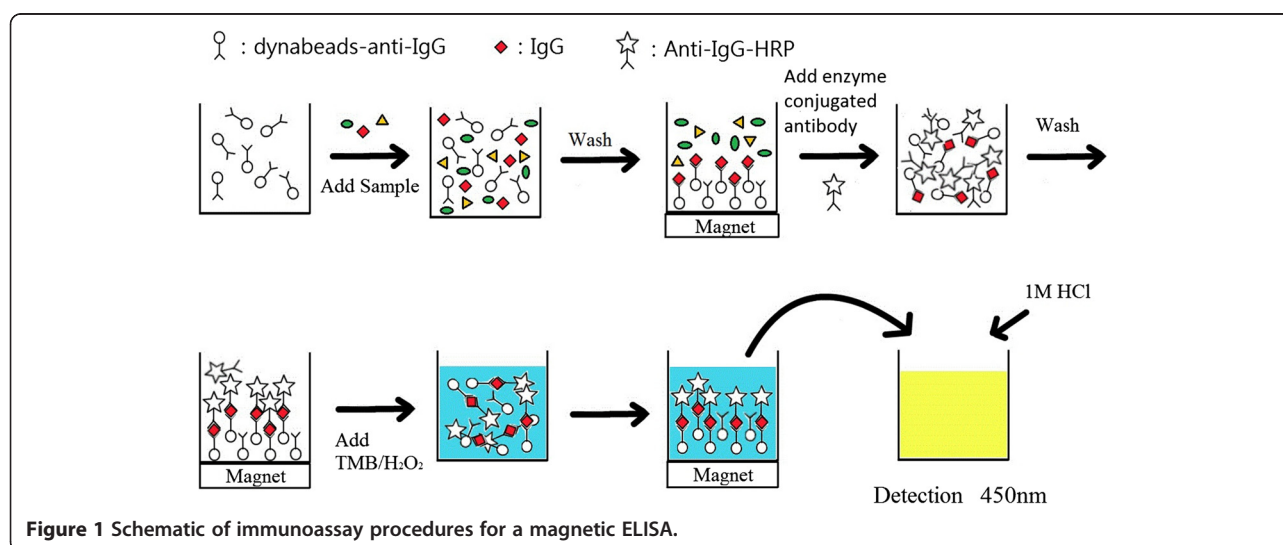 : dynabeads-anti-IgG : IgG : Anti-IgG-HRP
Add Sample
Wash
Magnet
Add enzyme
conjugated
antibody
Wash
Magnet
Add
TMB/H₂O₂
Magnet
1M HCl
Detection 450nm
Figure 1 Schematic of immunoassay procedures for a magnetic ELISA.